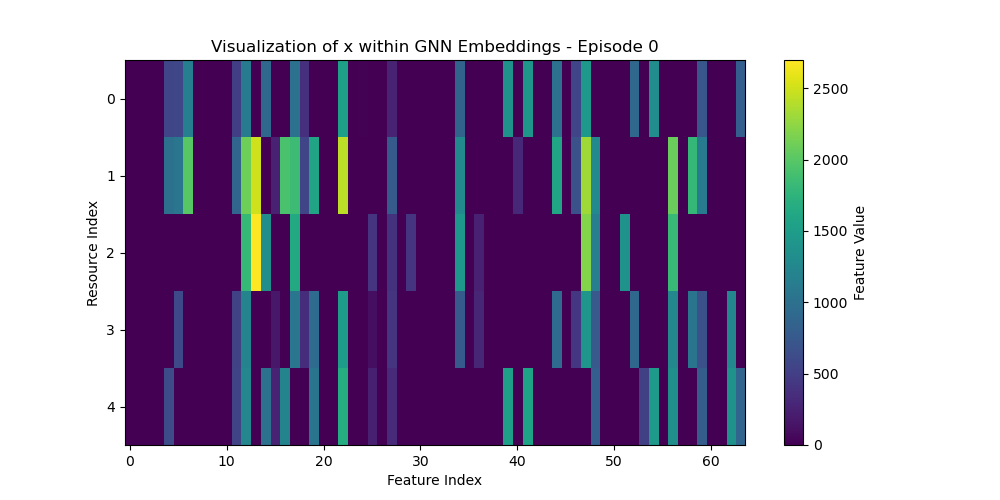 Visualization of x within GNN Embeddings - Episode 0
Resource Index
0
1
2
3
4
0 10 20 30 40 50 60
Feature Index
2500
2000
1500
1000
500
0
Feature Value